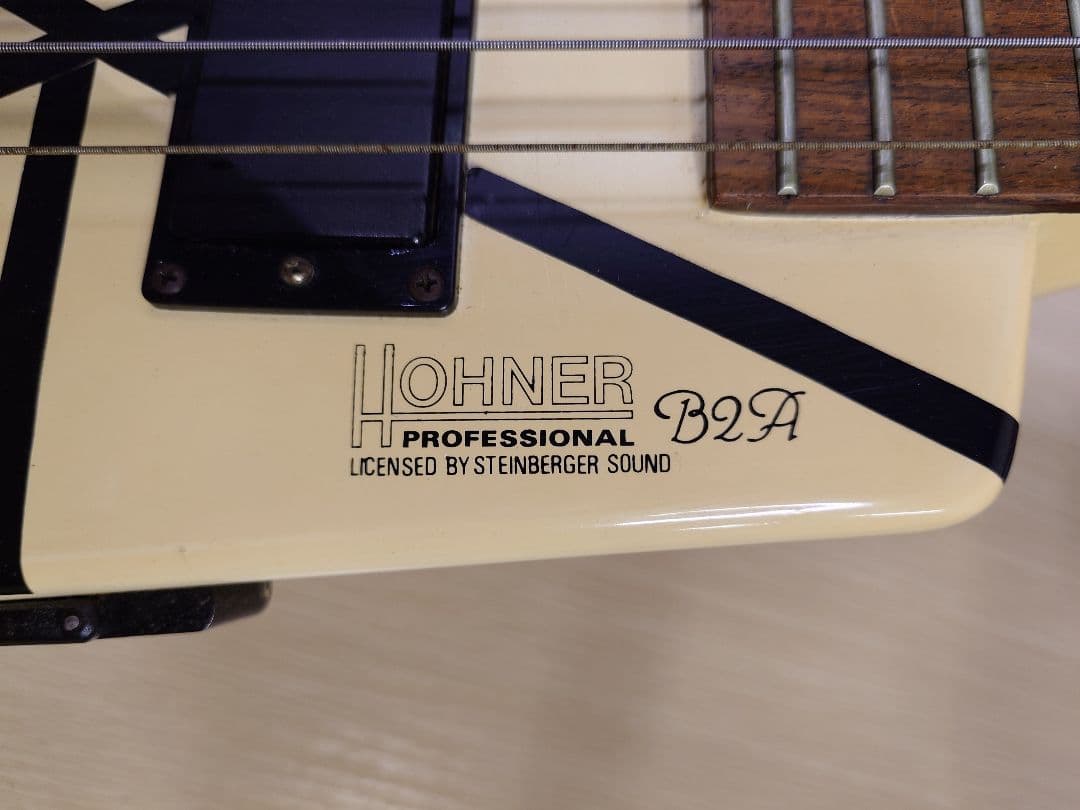 HOHNER
PROFESSIONAL B2A
LICENSED BY STEINBERGER SOUND